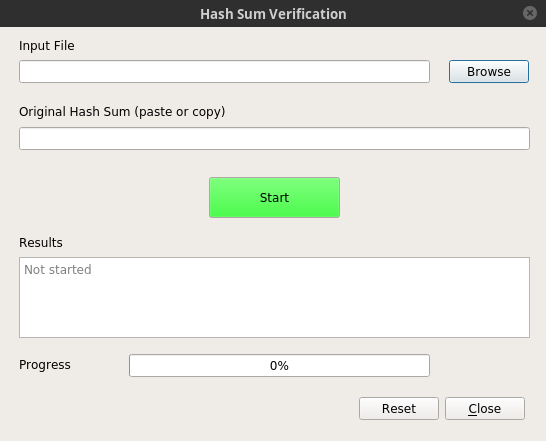 Hash Sum Verification
Input File
Browse
Original Hash Sum (paste or copy)
Start
Results
Not started
Progress
0%
Reset Close